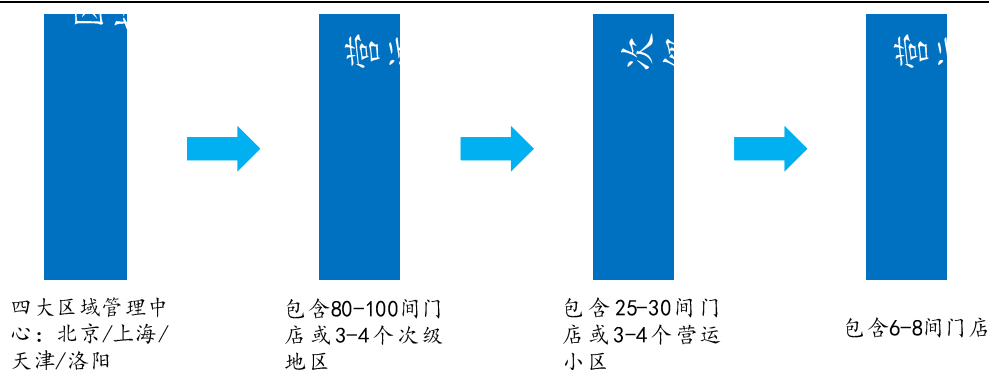 营
次
营
四大区域管理中
心：北京/上海/
天津/洛阳
包含80-100间门
店或3-4个次级
地区
包含25-30间门
店或3-4个营运
小区
包含6-8间门店